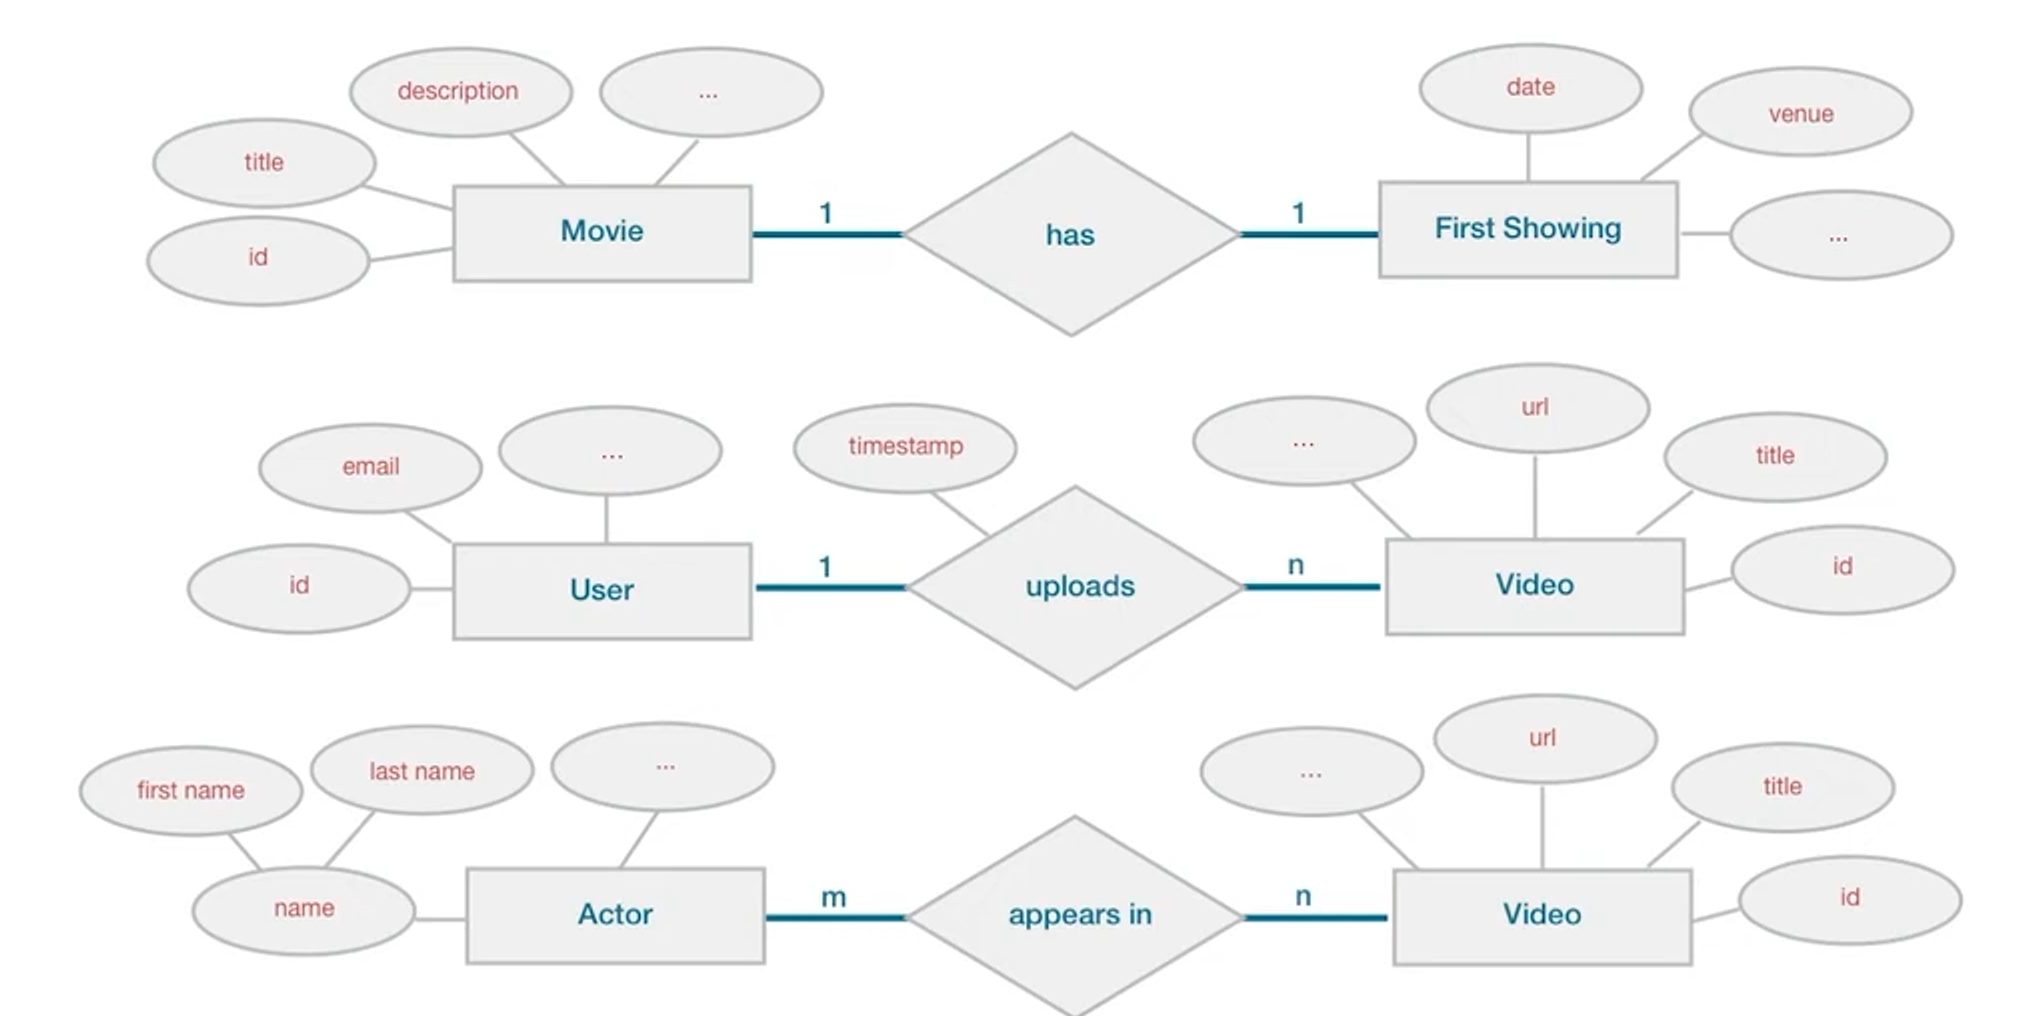 description
...
date
venue
title
id
Movie
1
has
1
First Showing
...
email
...
timestamp
...
url
title
id
User
1
uploads
n
Video
id
first name
last name
...
...
url
title
name
Actor
m
appears in
n
Video
id